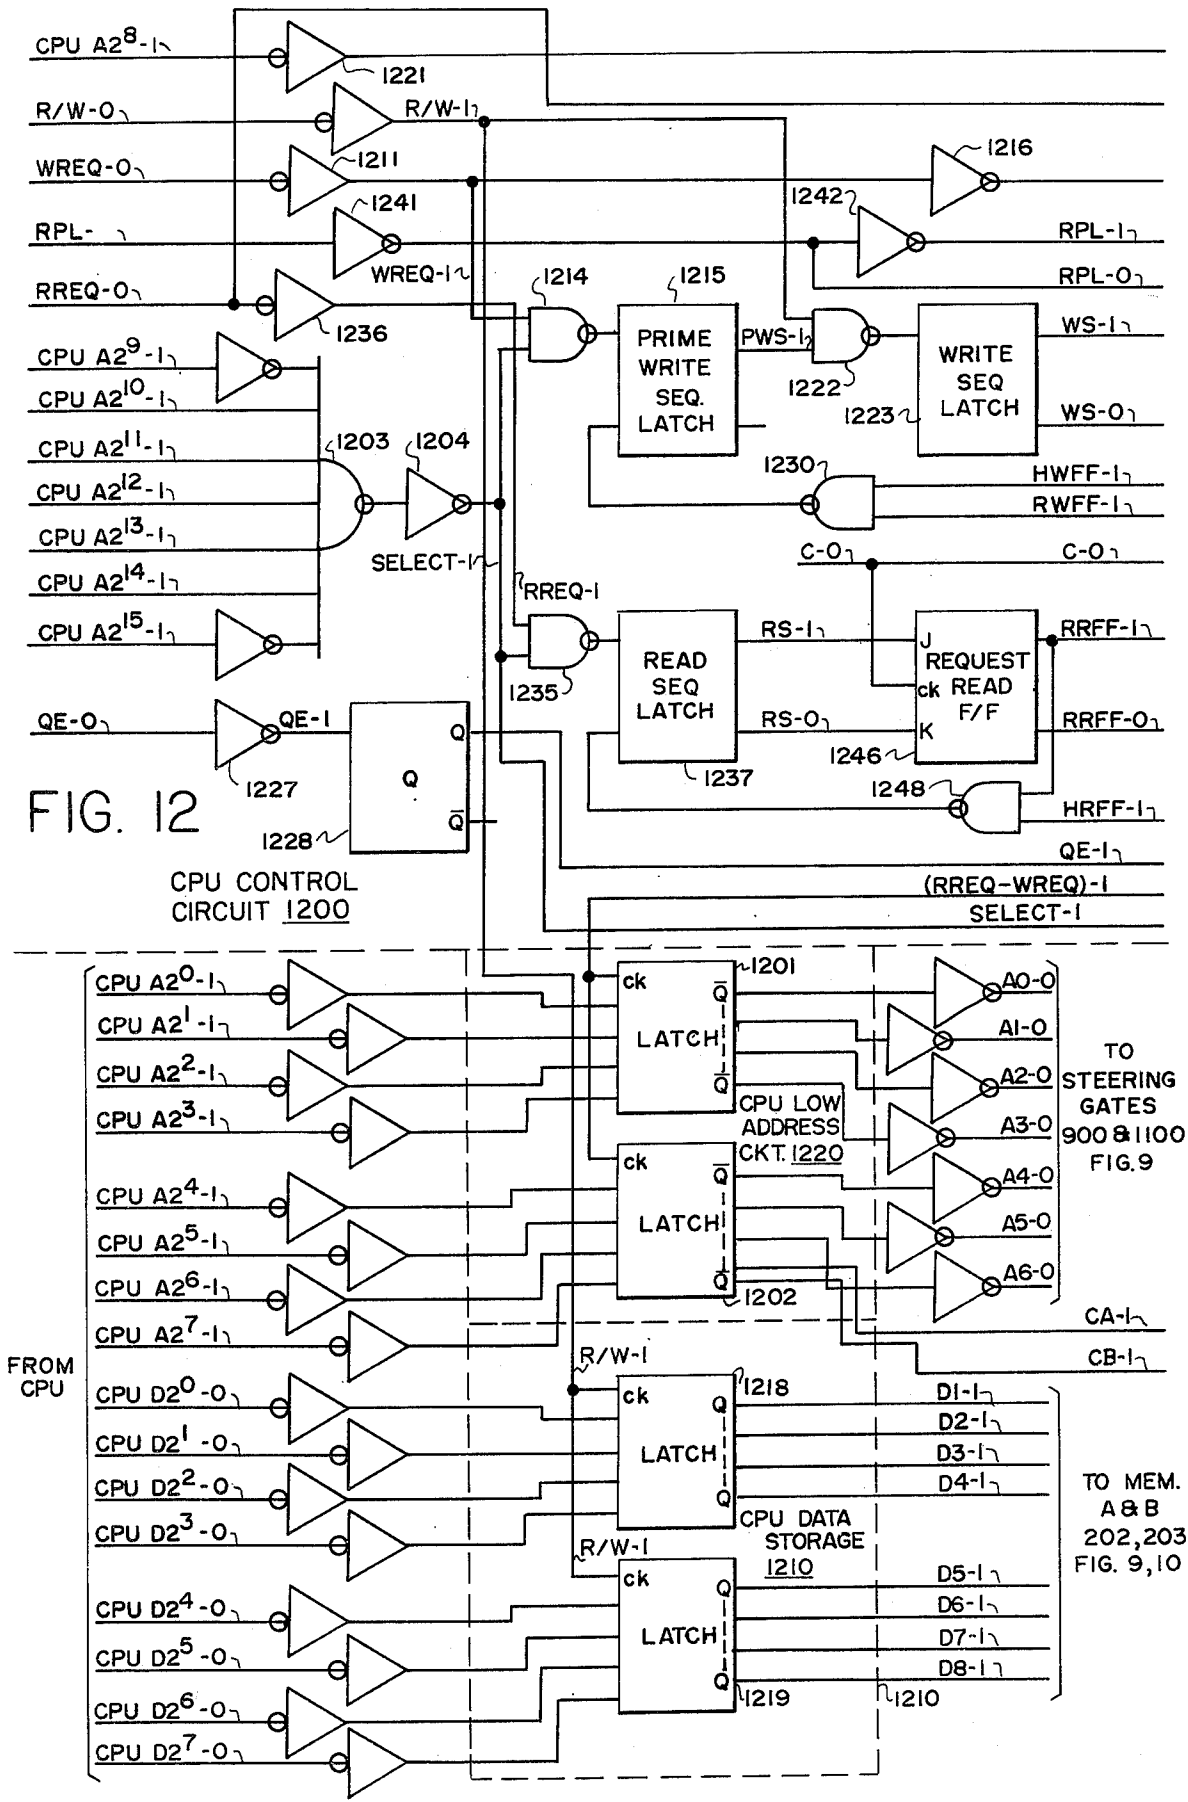 CPU A2⁸-1
1221
R/W-0
R/W-1
WREQ-0
1211
1216
1241
1242
RPL-
RPL-1
WREQ-1
RREQ-0
1236
RPL-0
1214
1215
PRIME
WRITE
SEQ.
LATCH
PWS-1
1222
WRITE
SEQ
LATCH
1223
WS-1
WS-0
CPU A2⁹-1
CPU A2¹⁰-1
CPU A2¹¹-1
CPU A2¹²-1
CPU A2¹³-1
CPU A2¹⁴-1
CPU A2¹⁵-1
1203
1204
1230
HWFF-1
RWFF-1
C-0
C-0
SELECT-1
RREQ-1
1235
READ
SEQ
LATCH
1237
RS-1
RS-0
J
REQUEST
ck READ
F/F
K
1246
RRFF-1
RRFF-0
1248
HRFF-1
QE-0
QE-1
1227
Q
Q
Q̅
1228
FIG. 12
QE-1
CPU CONTROL
CIRCUIT 1200
(RREQ-WREQ)-1
SELECT-1
CPU A2⁰-1
CPU A2¹-1
CPU A2²-1
CPU A2³-1
CPU A2⁴-1
CPU A2⁵-1
CPU A2⁶-1
CPU A2⁷-1
1201
ck
Q̅
LATCH
Q̅
CPU LOW
ADDRESS
CKT. 1220
ck
Q̅
LATCH
Q̅
1202
A0-0
A1-0
A2-0
A3-0
A4-0
A5-0
A6-0
TO
STEERING
GATES
900 & 1100
FIG. 9
CA-1
CB-1
FROM
CPU
CPU D2⁰-0
CPU D2¹-0
CPU D2²-0
CPU D2³-0
CPU D2⁴-0
CPU D2⁵-0
CPU D2⁶-0
CPU D2⁷-0
R/W-1
1218
ck
Q
LATCH
Q
CPU DATA
STORAGE
1210
R/W-1
ck
Q
LATCH
Q
1219
1210
D1-1
D2-1
D3-1
D4-1
D5-1
D6-1
D7-1
D8-1
TO MEM.
A & B
202,203
FIG. 9,10